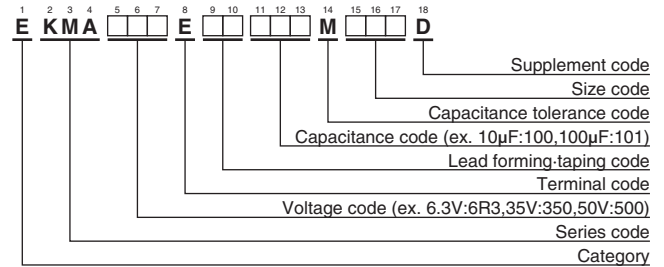 1 2 3 4 5 6 7 8 9 10 11 12 13 14 15 16 17 18
E KMA E M D
Supplement code
Size code
Capacitance tolerance code
Capacitance code (ex. 10μF:100,100μF:101)
Lead forming·taping code
Terminal code
Voltage code (ex. 6.3V:6R3,35V:350,50V:500)
Series code
Category